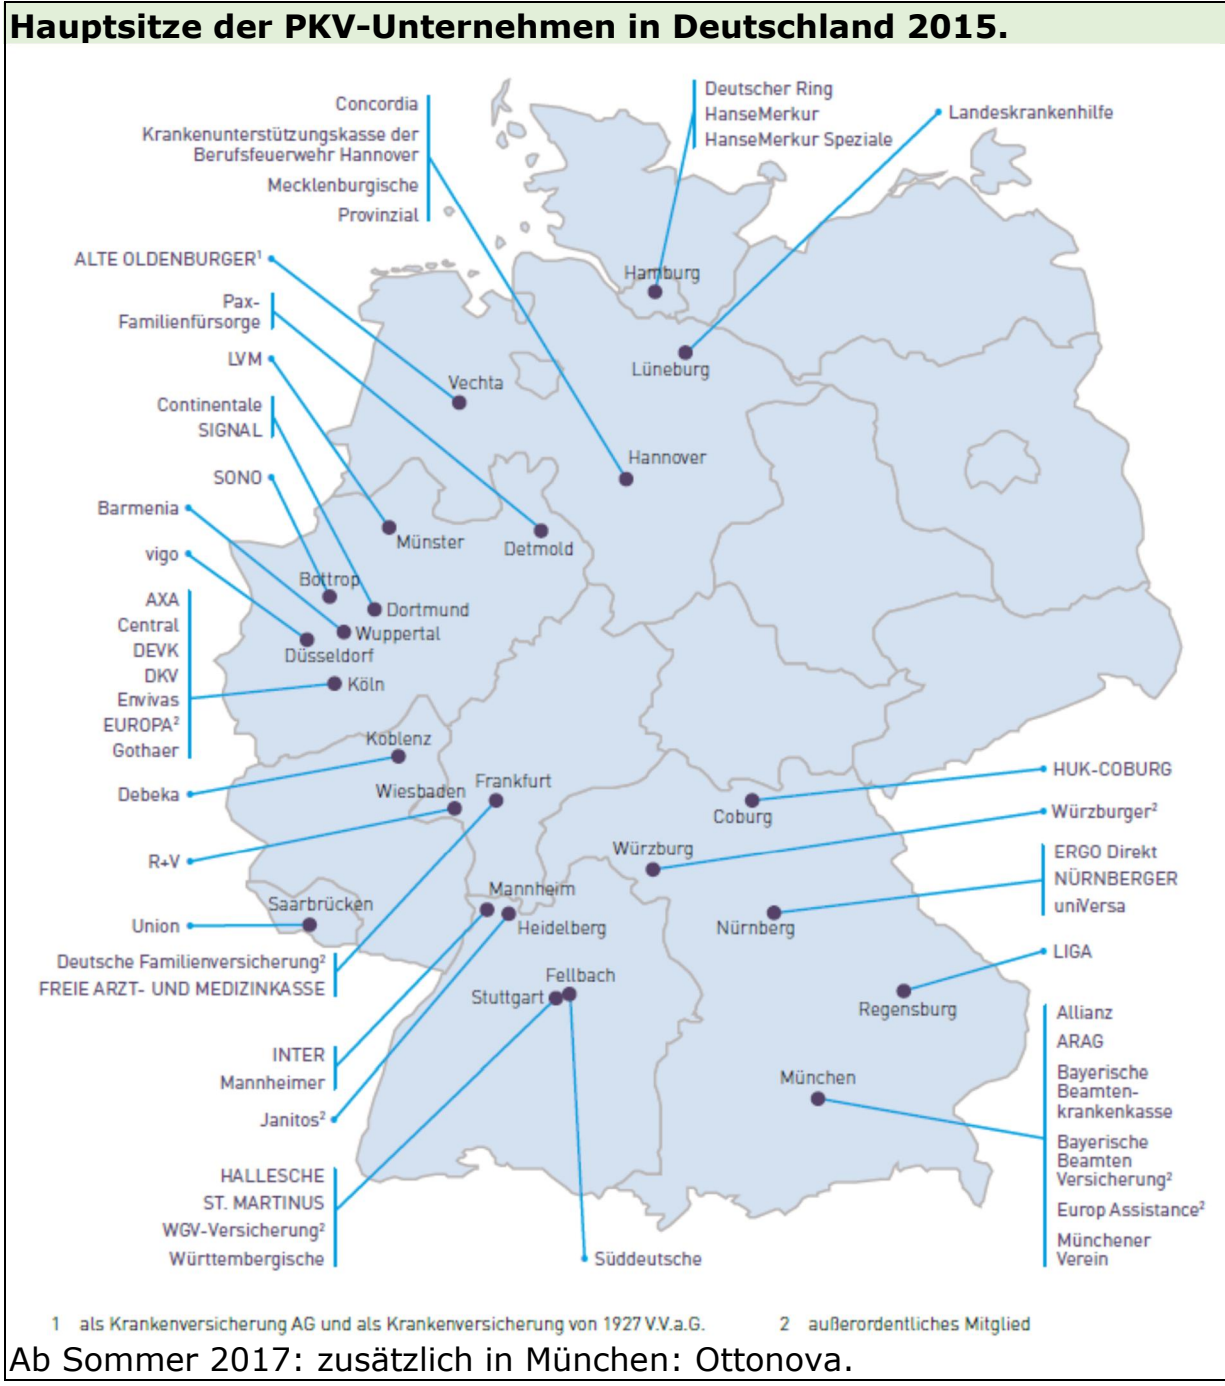 Hauptsitze der PKV-Unternehmen in Deutschland 2015.
Concordia
Krankenunterstützungskasse der
Berufsfeuerwehr Hannover
Mecklenburgische
Provinzial
Deutscher Ring
HanseMerkur
HanseMerkur Speziale
Landeskrankenhilfe
ALTE OLDENBURGER¹
Pax-
Familienfürsorge
LVM
Continentale
SIGNAL
SONO
Barmenia
vigo
AXA
Central
DEVK
DKV
Envivas
EUROPA²
Gothaer
Debeka
R+V
Union
Deutsche Familienversicherung²
FREIE ARZT- UND MEDIZINKASSE
INTER
Mannheimer
Janitos²
HALLESCHE
ST. MARTINUS
WGV-Versicherung²
Württembergische
Hamburg
Lüneburg
Vechta
Hannover
Münster
Detmold
Bottrop
Dortmund
Wuppertal
Düsseldorf
Köln
Koblenz
Wiesbaden
Frankfurt
Coburg
Würzburg
Mannheim
Saarbrücken
Heidelberg
Nürnberg
Fellbach
Stuttgart
Regensburg
München
HUK-COBURG
Würzburger²
ERGO Direkt
NÜRNBERGER
uniVersa
LIGA
Allianz
ARAG
Bayerische
Beamten-
krankenkasse
Bayerische
Beamten
Versicherung²
Europ Assistance²
Münchener
Verein
Süddeutsche
1 als Krankenversicherung AG und als Krankenversicherung von 1927 V.V.a.G.
2 außerordentliches Mitglied
Ab Sommer 2017: zusätzlich in München: Ottonova.